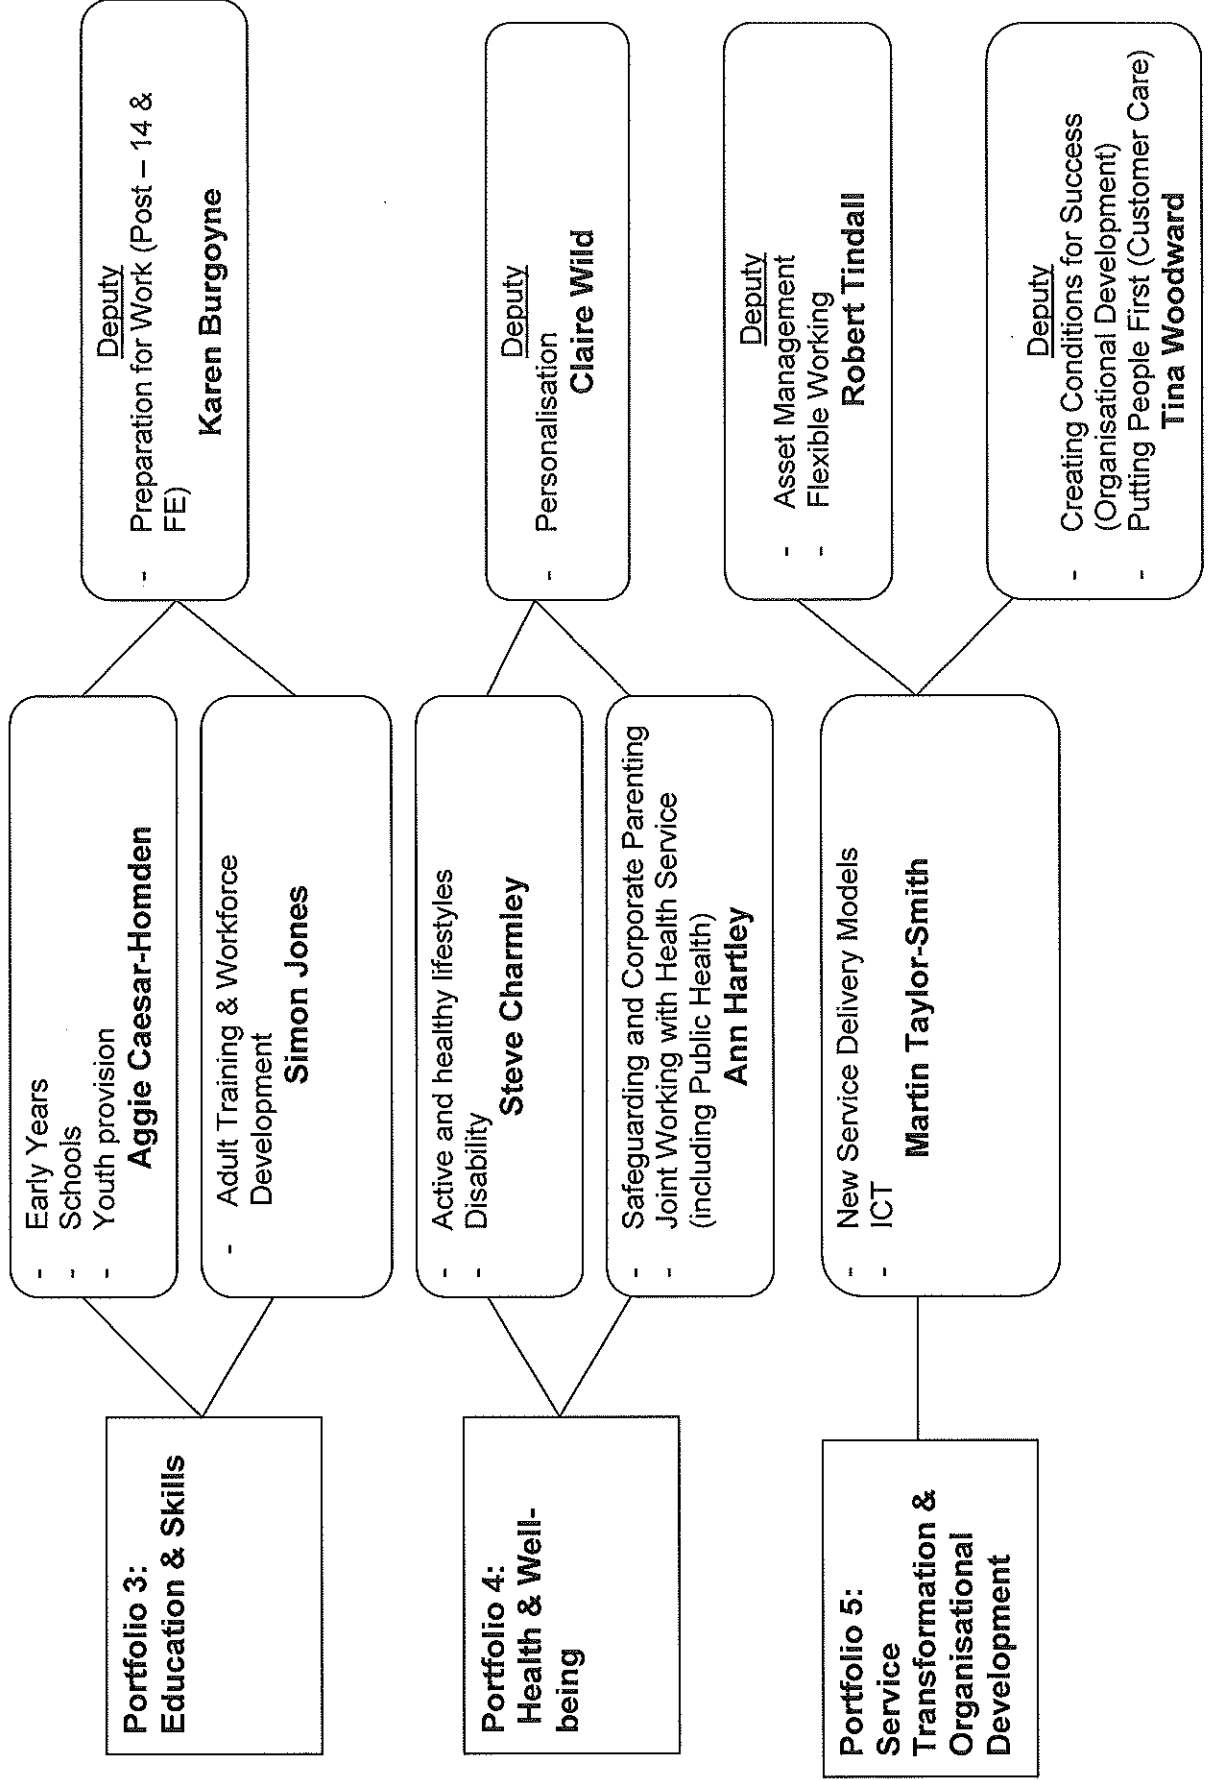 Portfolio 3:
Education & Skills
- Early Years
- Schools
- Youth provision
Aggie Caesar-Homden
- Adult Training & Workforce
Development
Simon Jones
Deputy
- Preparation for Work (Post – 14 &
FE)
Karen Burgoyne
Portfolio 4:
Health & Well-
being
- Active and healthy lifestyles
- Disability
Steve Charmley
- Safeguarding and Corporate Parenting
- Joint Working with Health Service
(including Public Health)
Ann Hartley
Deputy
- Personalisation
Claire Wild
Portfolio 5:
Service
Transformation &
Organisational
Development
- New Service Delivery Models
- ICT
Martin Taylor-Smith
Deputy
- Asset Management
- Flexible Working
Robert Tindall
Deputy
- Creating Conditions for Success
(Organisational Development)
- Putting People First (Customer Care)
Tina Woodward